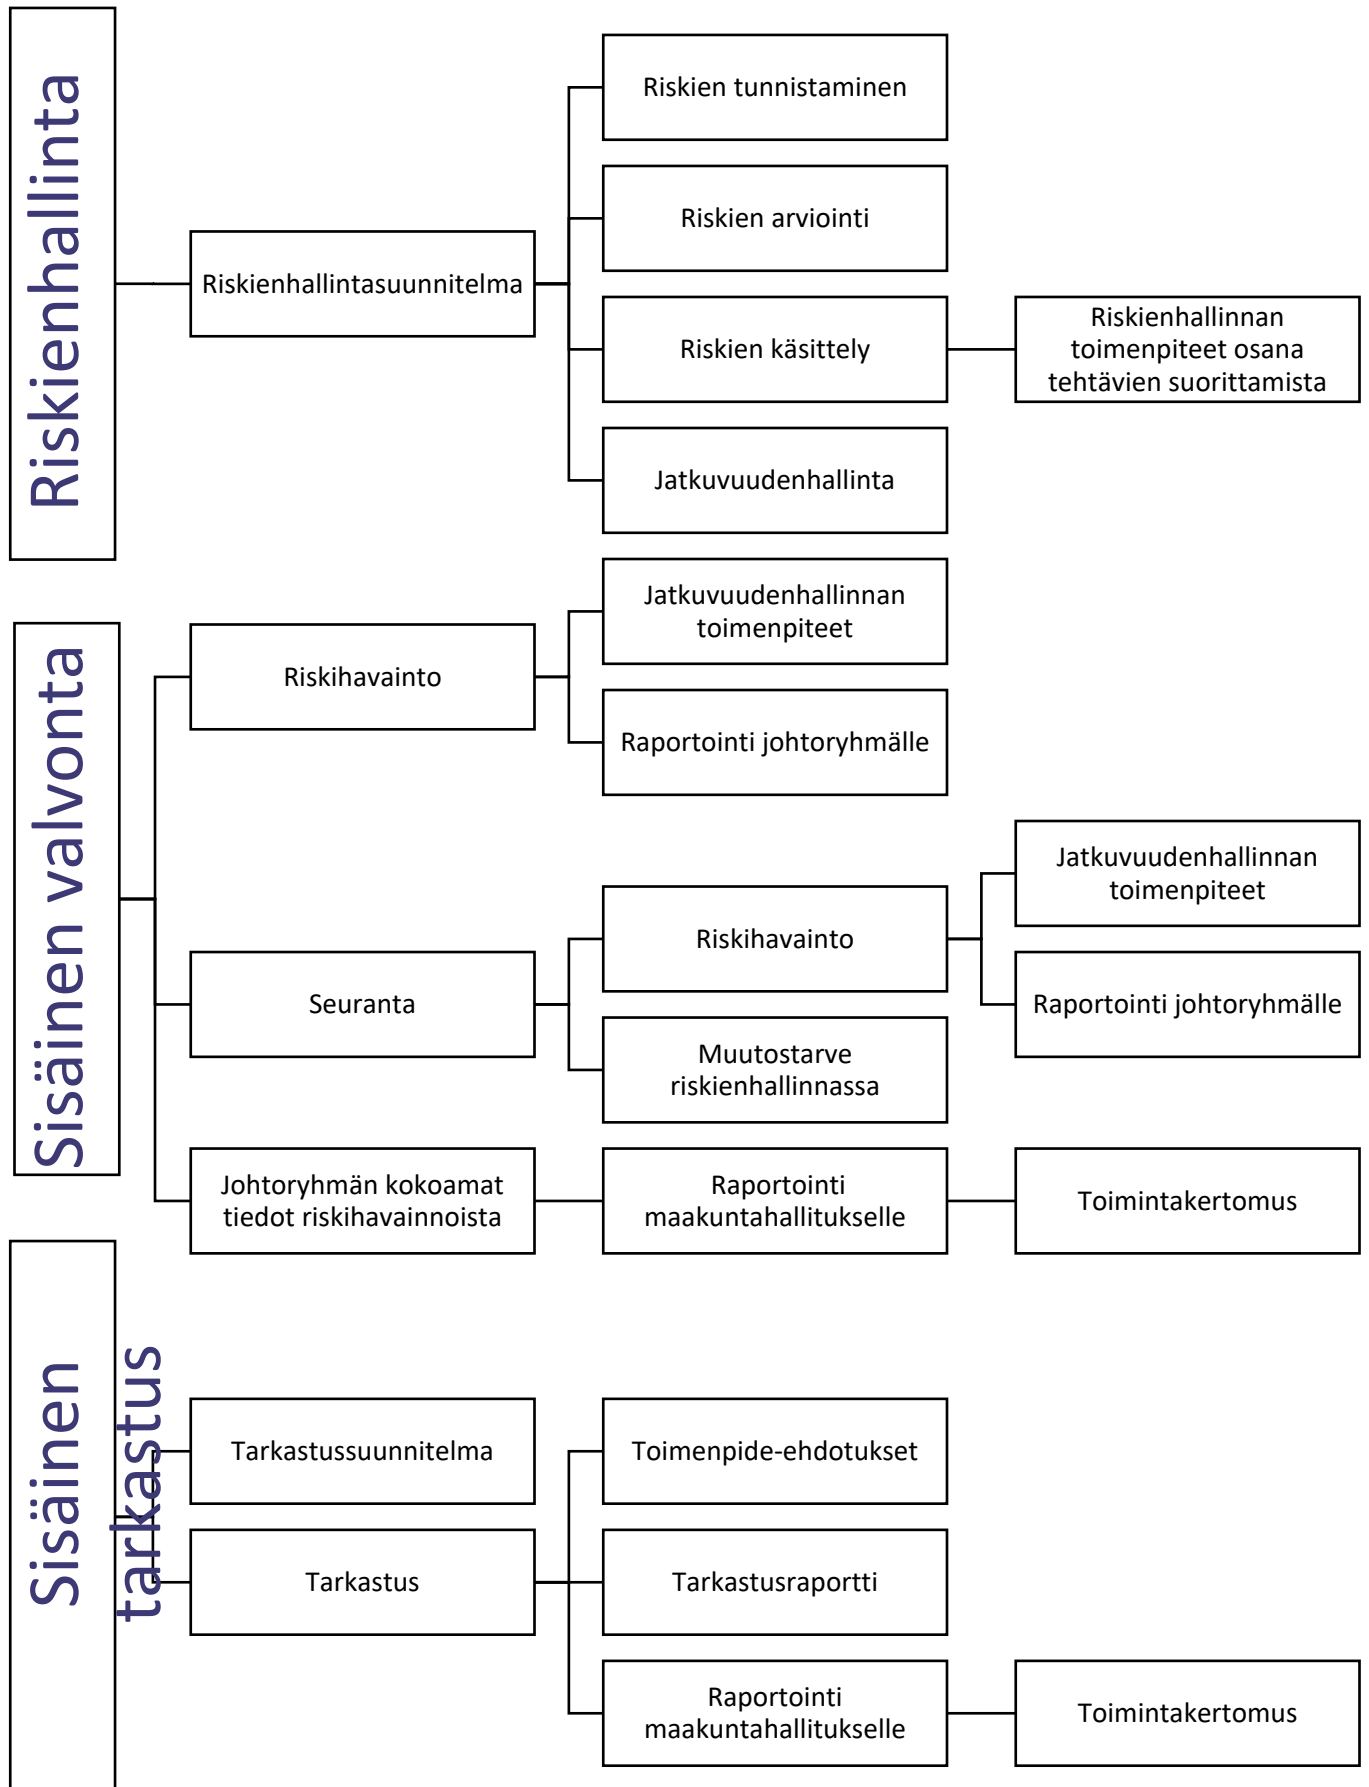 Riskienhallinta
Riskienhallintasuunnitelma
Riskien tunnistaminen
Riskien arviointi
Riskien käsittely
Riskienhallinnan
toimenpiteet osana
tehtävien suorittamista
Jatkuvuudenhallinta
Sisäinen valvonta
Riskihavainto
Jatkuvuudenhallinnan
toimenpiteet
Raportointi johtoryhmälle
Seuranta
Riskihavainto
Jatkuvuudenhallinnan
toimenpiteet
Raportointi johtoryhmälle
Muutostarve
riskienhallinnassa
Johtoryhmän kokoamat
tiedot riskihavainnoista
Raportointi
maakuntahallitukselle
Toimintakertomus
Sisäinen
tarkastus
Tarkastussuunnitelma
Tarkastus
Toimenpide-ehdotukset
Tarkastusraportti
Raportointi
maakuntahallitukselle
Toimintakertomus